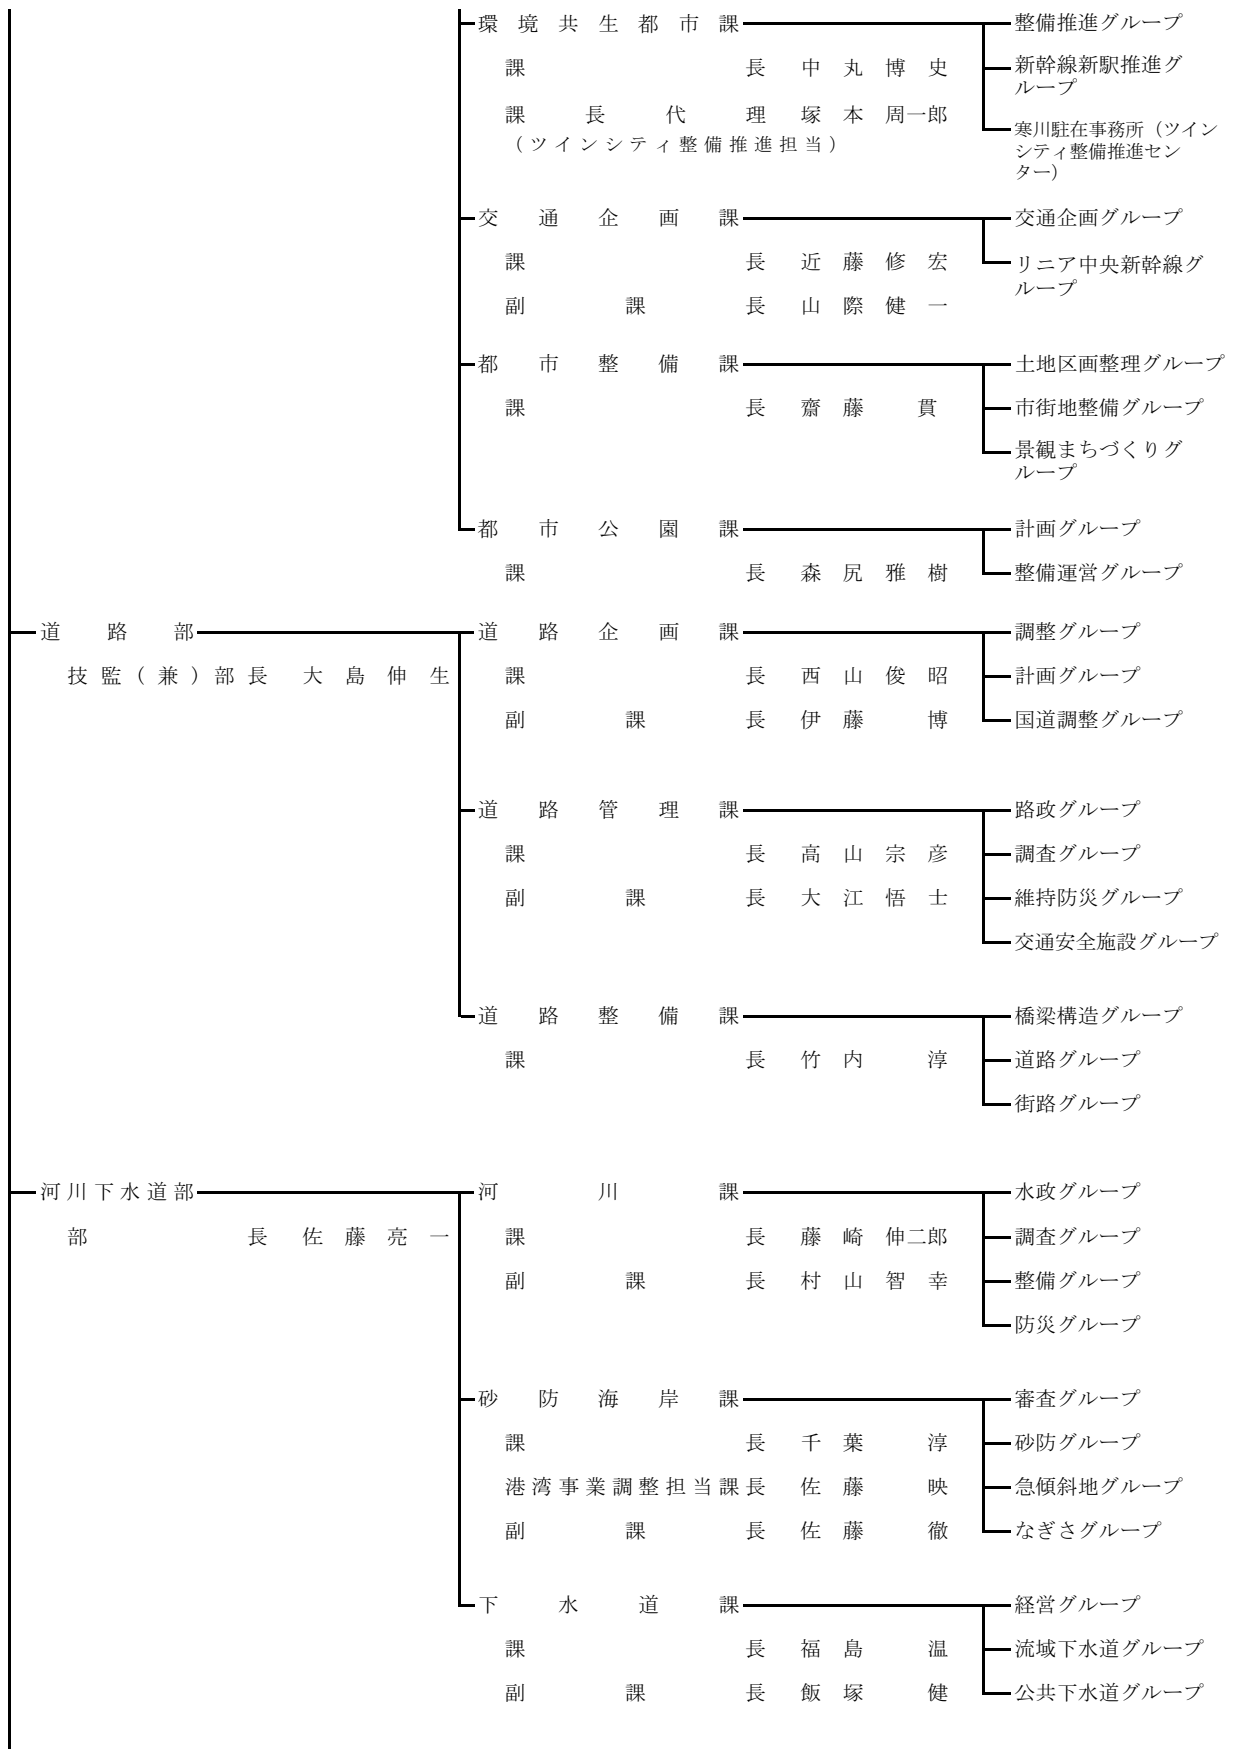 環境共生都市課 整備推進グループ
課長 中丸博史 新幹線新駅推進グ
ループ
課長代理 塚本周一郎
（ツインシティ整備推進担当） 寒川駐在事務所（ツイン
シティ整備推進セン
ター）
交通企画課 交通企画グループ
課長 近藤修宏 リニア中央新幹線グ
ループ
副課長 山際健一
都市整備課 土地区画整理グループ
課長 齋藤貫 市街地整備グループ
景観まちづくりグ
ループ
都市公園課 計画グループ
課長 森尻雅樹 整備運営グループ
道路部 道路企画課 調整グループ
技監(兼)部長 大島伸生 課長 西山俊昭 計画グループ
副課長 伊藤博 国道調整グループ
道路管理課 路政グループ
課長 高山宗彦 調査グループ
副課長 大江悟士 維持防災グループ
交通安全施設グループ
道路整備課 橋梁構造グループ
課長 竹内淳 道路グループ
街路グループ
河川下水道部 河川課 水政グループ
部長 佐藤亮一 課長 藤崎伸二郎 調査グループ
副課長 村山智幸 整備グループ
防災グループ
砂防海岸課 審査グループ
課長 千葉淳 砂防グループ
港湾事業調整担当課長 佐藤映 急傾斜地グループ
副課長 佐藤徹 なぎさグループ
下水道課 経営グループ
課長 福島温 流域下水道グループ
副課長 飯塚健 公共下水道グループ